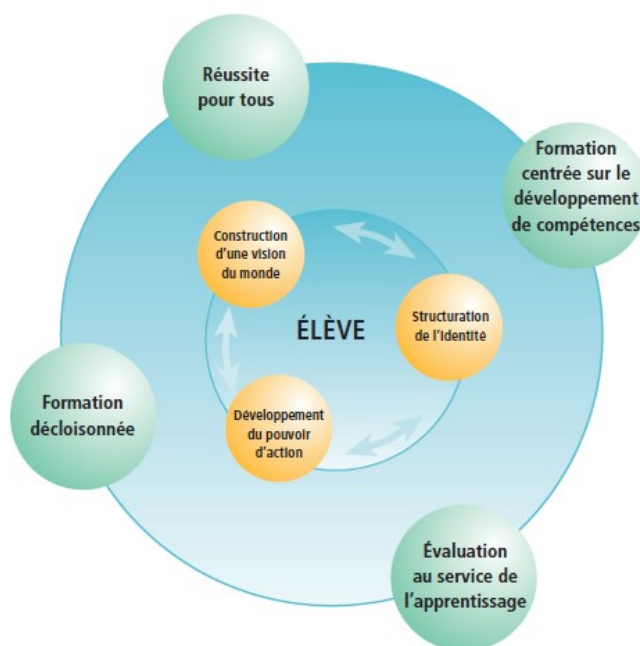 Réussite
pour tous
Formation
centrée sur le
développement
de compétences
Construction
d'une vision
du monde
ÉLÈVE
Structuration
de l'identité
Formation
décloisonnée
Développement
du pouvoir
d'action
Évaluation
au service de
l'apprentissage